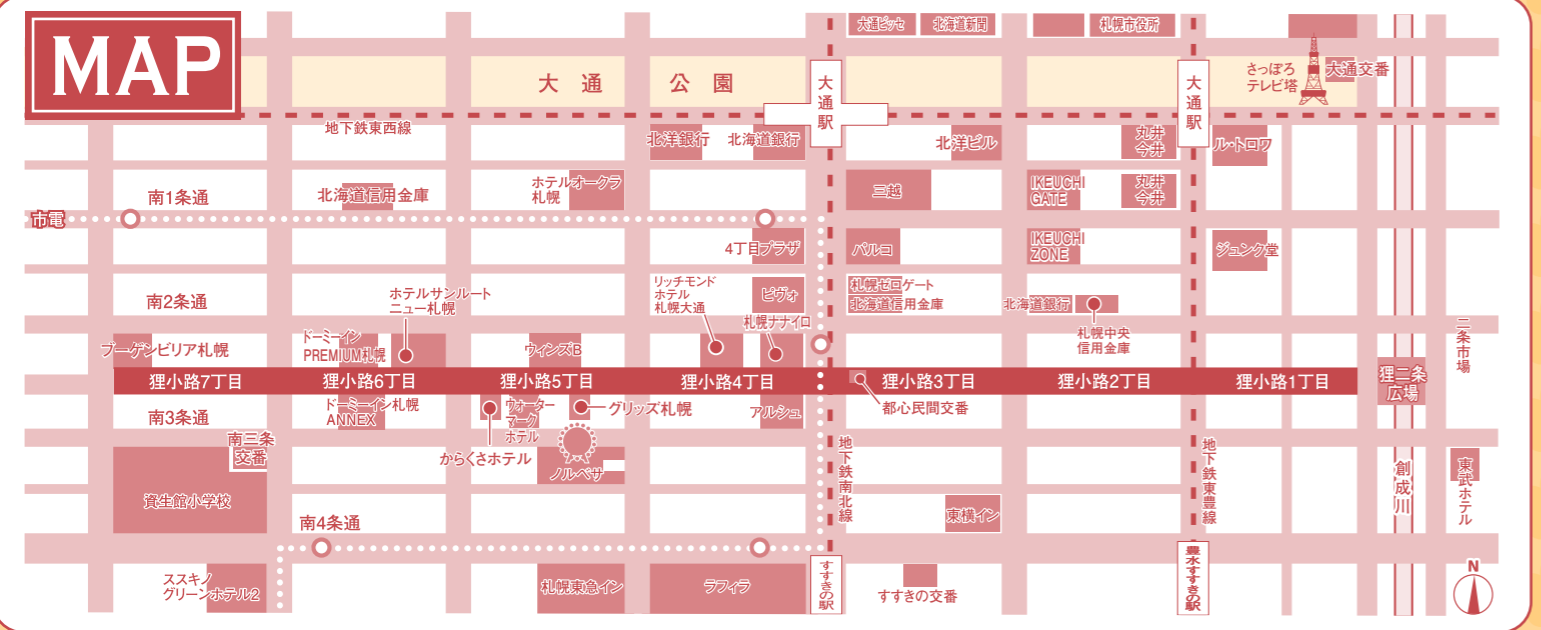 MAP
大通ビッセ
北海道新聞
札幌市役所
大通公園
大通駅
大通駅
さっぽろ
テレビ塔
大通交番
地下鉄東西線
北洋銀行
北海道銀行
北洋ビル
丸井
今井
ル・トロワ
南1条通
北海道信用金庫
ホテルオークラ
札幌
三越
IKEUCHI
GATE
丸井
今井
市電
4丁目プラザ
パルコ
IKEUCHI
ZONE
ジュンク堂
南2条通
ホテルサンルート
ニュー札幌
リッチモンド
ホテル
札幌大通
ピヴォ
札幌ゼロゲート
北海道信用金庫
北海道銀行
札幌中央
信用金庫
札幌ナナイロ
二条市場
ブーゲンビリア札幌
ドーミーイン
PREMIUM札幌
ウィンズB
狸小路7丁目
狸小路6丁目
狸小路5丁目
狸小路4丁目
狸小路3丁目
狸小路2丁目
狸小路1丁目
狸二条
広場
南3条通
ドーミーイン札幌
ANNEX
ウォーター
マーク
ホテル
グリッズ札幌
アルシュ
都心民間交番
南三条
交番
からくさホテル
ノルベサ
地下鉄南北線
地下鉄東豊線
創成川
東武ホテル
資生館小学校
南4条通
東横イン
ススキノ
グリーンホテル2
札幌東急イン
ラフィラ
すすきの駅
すすきの交番
豊水すすきの駅
N